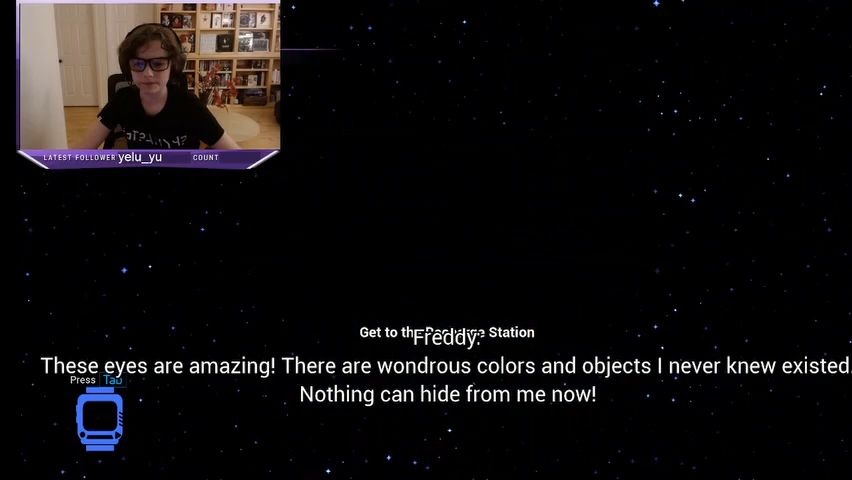 LATEST FOLLOWER yelu_yu COUNT
Get to the Station
Freddy:
These eyes are amazing! There are wondrous colors and objects I never knew existed.
Nothing can hide from me now!
Press Tab